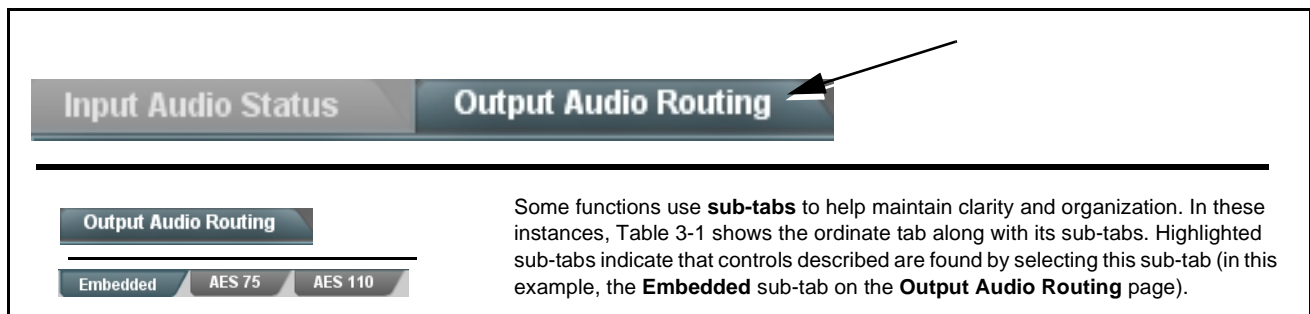 Input Audio Status Output Audio Routing
Output Audio Routing
Embedded AES 75 AES 110
Some functions use sub-tabs to help maintain clarity and organization. In these
instances, Table 3-1 shows the ordinate tab along with its sub-tabs. Highlighted
sub-tabs indicate that controls described are found by selecting this sub-tab (in this
example, the Embedded sub-tab on the Output Audio Routing page).